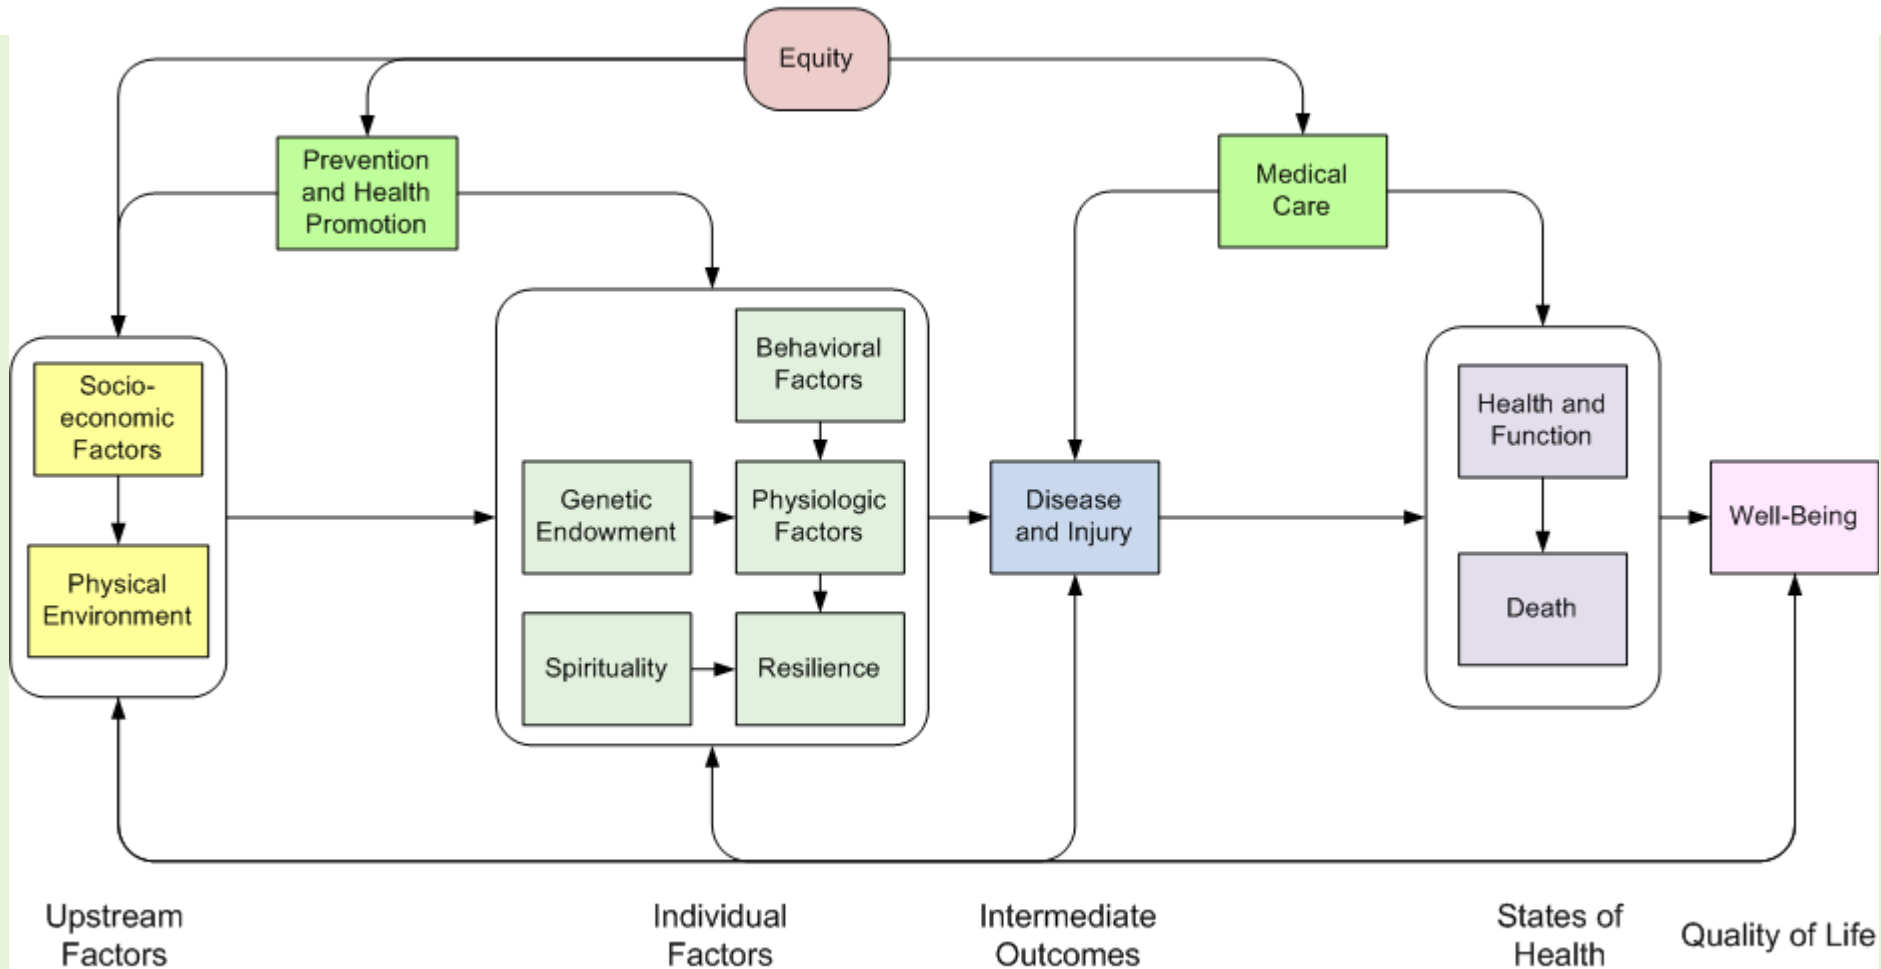 Equity
Prevention
and Health
Promotion
Medical
Care
Socio-
economic
Factors
Physical
Environment
Behavioral
Factors
Genetic
Endowment
Physiologic
Factors
Spirituality
Resilience
Disease
and Injury
Health and
Function
Death
Well-Being
Upstream
Factors
Individual
Factors
Intermediate
Outcomes
States of
Health
Quality of Life